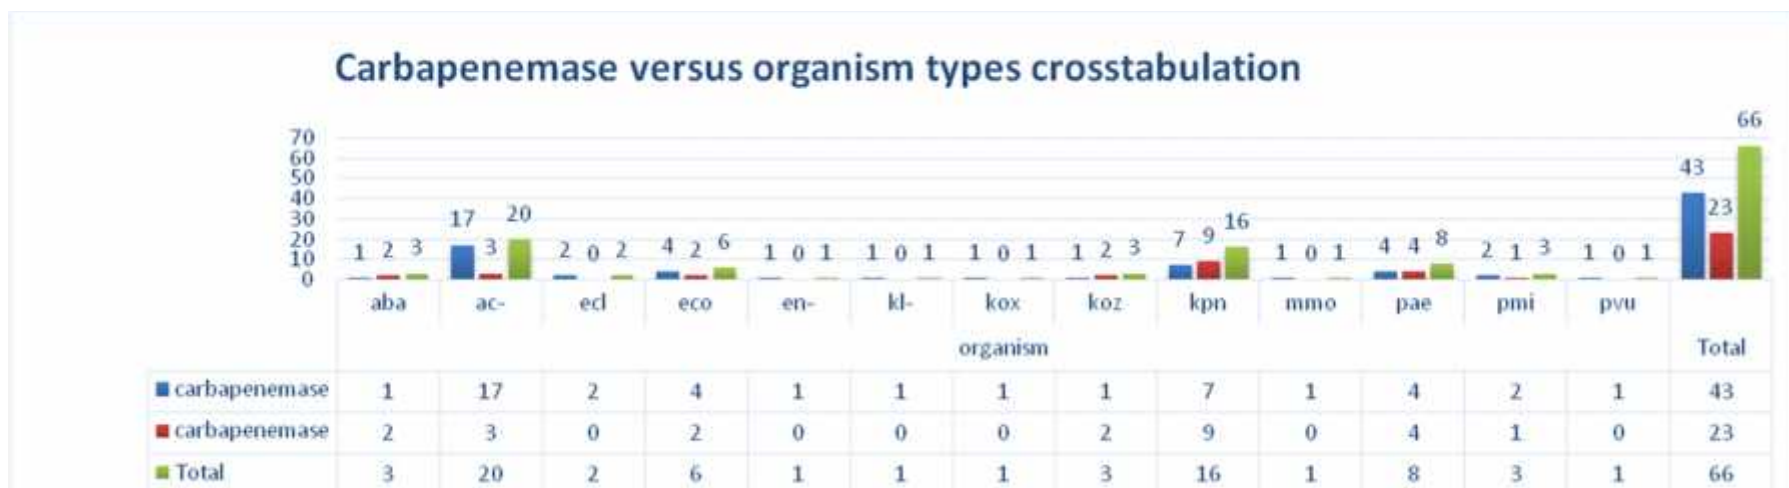 Carbapenemase versus organism types crosstabulation
70
60
50
40
30
20
10
0
1 2 3 17 3 20 2 0 2 4 2 6 1 0 1 1 0 1 1 0 1 1 2 3 7 9 16 1 0 1 4 4 8 2 1 3 1 0 1 43 23 66
aba ac- ecl eco en- kl- kox koz kpn mmo pae pmi pvu
organism Total
carbapenemase 1 17 2 4 1 1 1 1 7 1 4 2 1 43
carbapenemase 2 3 0 2 0 0 0 2 9 0 4 1 0 23
Total 3 20 2 6 1 1 1 3 16 1 8 3 1 66